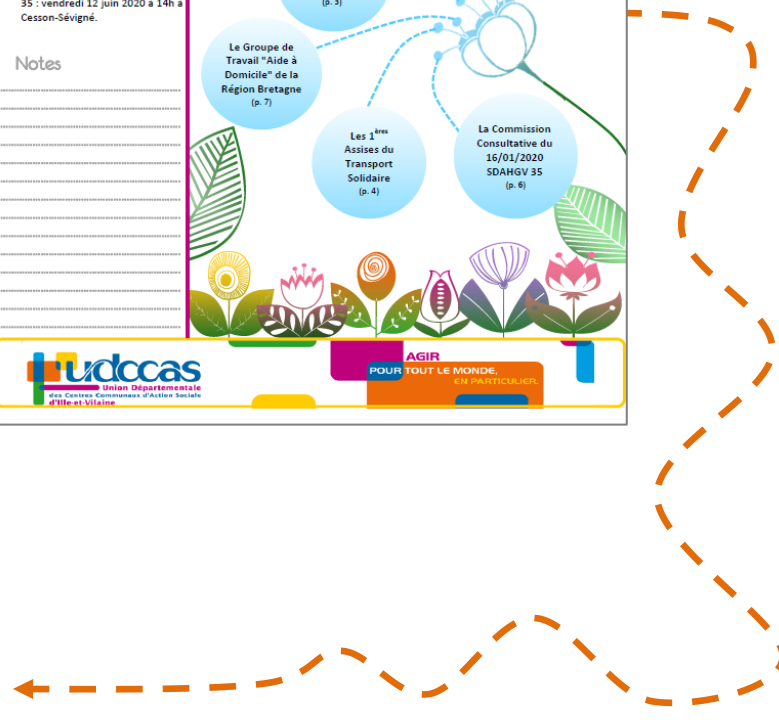 35 : vendredi 12 juin 2020 à 14h à
Cesson-Sévigné.
Notes
(p. 3)
Le Groupe de
Travail "Aide à
Domicile" de la
Région Bretagne
(p. 7)
Les 1ères
Assises du
Transport
Solidaire
(p. 4)
La Commission
Consultative du
16/01/2020
SDAHGV 35
(p. 6)
udccas
Union Départementale
des Centres Communaux d'Action Sociale
d'Ille-et-Vilaine
AGIR
POUR TOUT LE MONDE,
EN PARTICULIER.